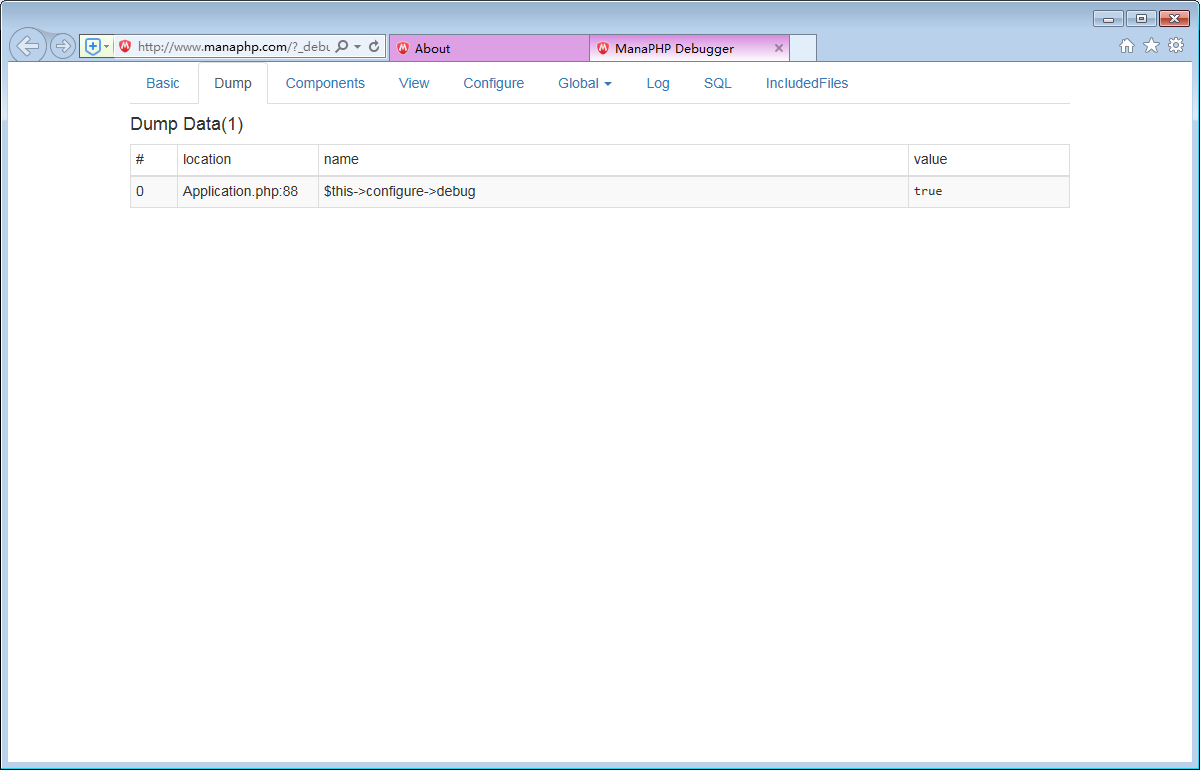 http://www.manaphp.com/?_debu
About
ManaPHP Debugger
Basic Dump Components View Configure Global Log SQL IncludedFiles
Dump Data(1)
# location name value
0 Application.php:88 $this->configure->debug true